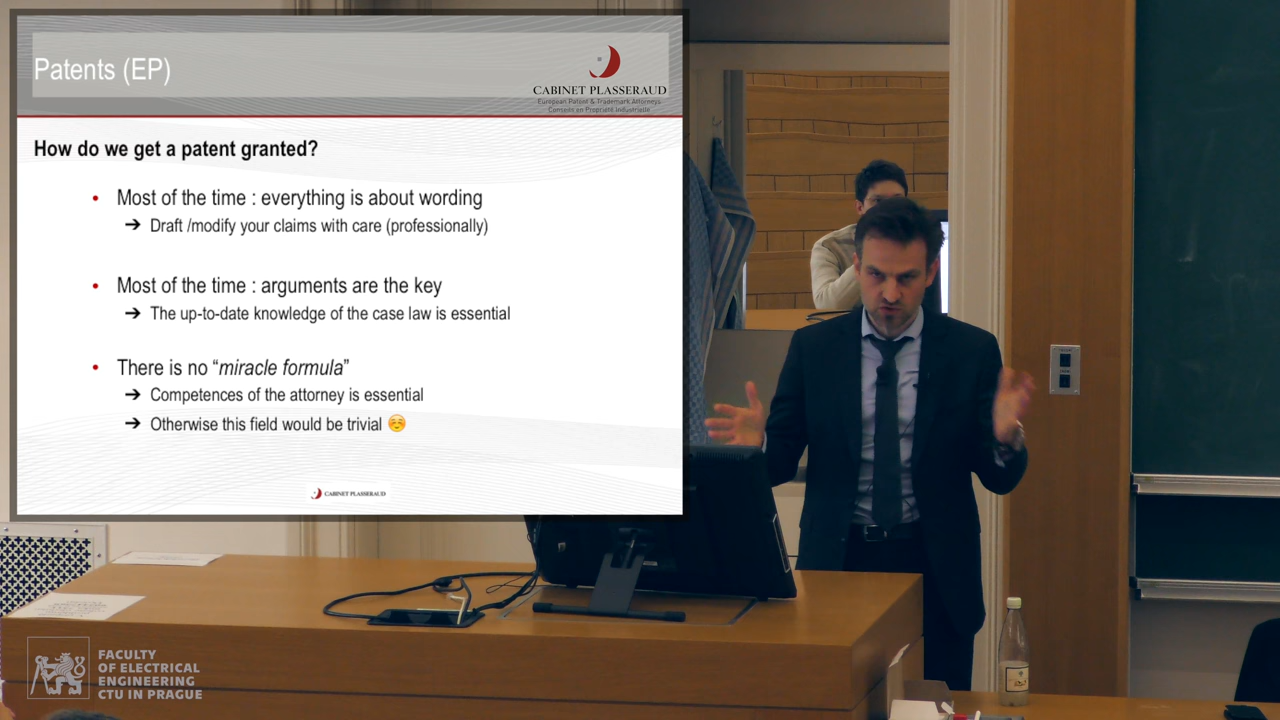 Patents (EP)
CABINET PLASSERAUD
European Patent & Trademark Attorneys
Conseils en Propriété Industrielle
How do we get a patent granted?
• Most of the time : everything is about wording
➔ Draft /modify your claims with care (professionally)
• Most of the time : arguments are the key
➔ The up-to-date knowledge of the case law is essential
• There is no “miracle formula”
➔ Competences of the attorney is essential
➔ Otherwise this field would be trivial ☺️
CABINET PLASSERAUD
FACULTY
OF ELECTRICAL
ENGINEERING
CTU IN PRAGUE